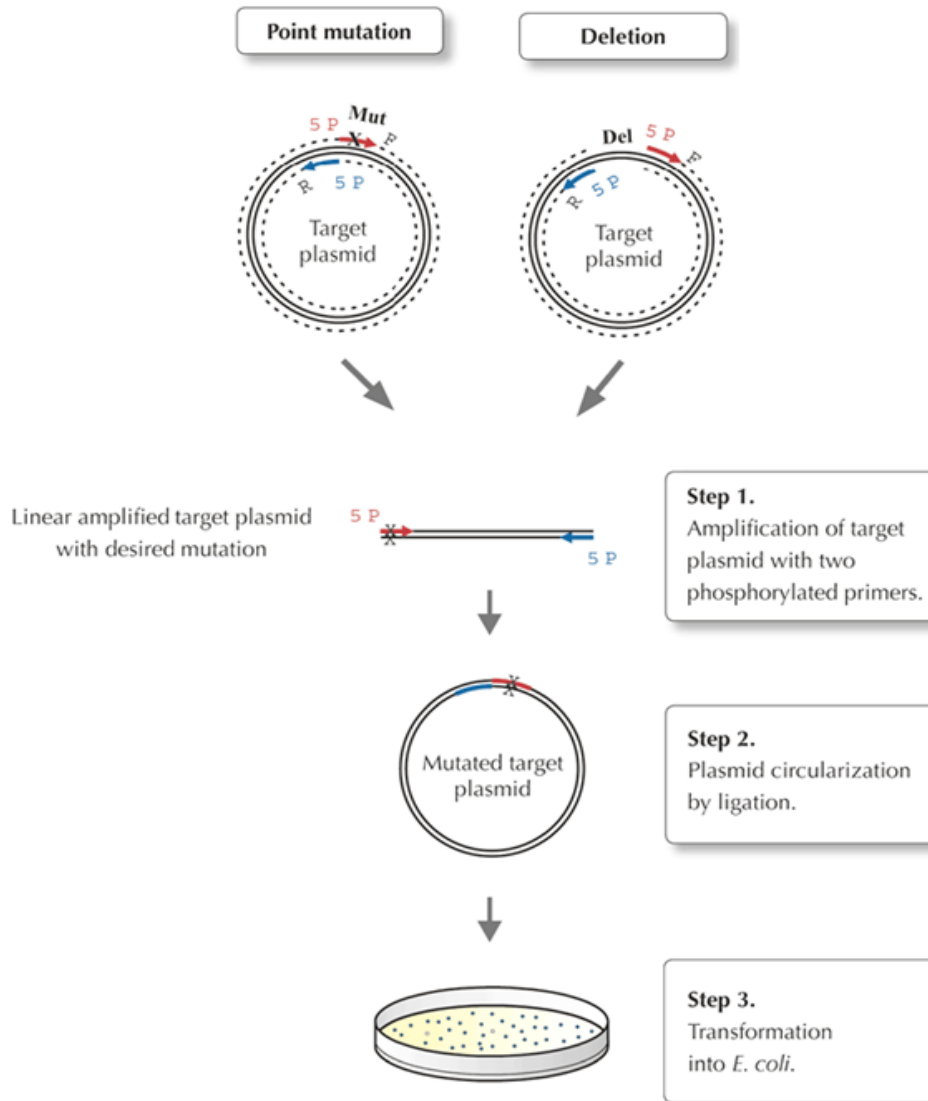 Point mutation
Deletion
Mut
5 P
X
F
R
5 P
Target
plasmid
Del
5 P
F
R
5 P
Target
plasmid
Linear amplified target plasmid
with desired mutation
5 P
X
X
5 P
Step 1.
Amplification of target
plasmid with two
phosphorylated primers.
X
X
Mutated target
plasmid
Step 2.
Plasmid circularization
by ligation.
Step 3.
Transformation
into E. coli.